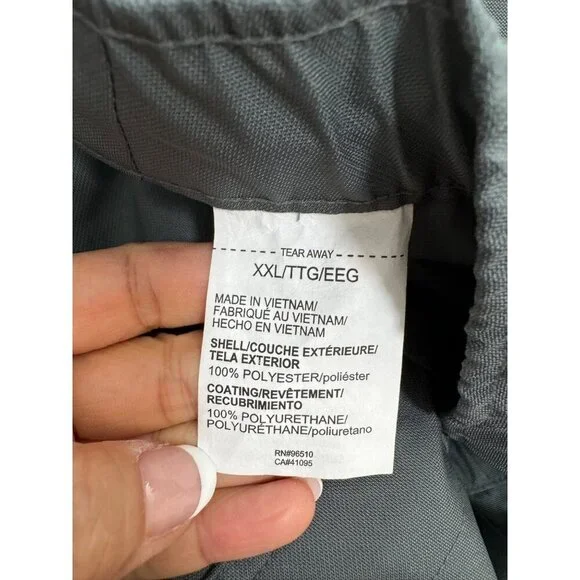 TEAR AWAY
XXL/TTG/EEG
MADE IN VIETNAM/
FABRIQUÉ AU VIETNAM/
HECHO EN VIETNAM
SHELL/COUCHE EXTÉRIEURE/
TELA EXTERIOR
100% POLYESTER/poliéster
COATING/REVÊTEMENT/
RECUBRIMIENTO
100% POLYURETHANE/
POLYURÉTHANE/poliuretano
RN#96510
CA#41095